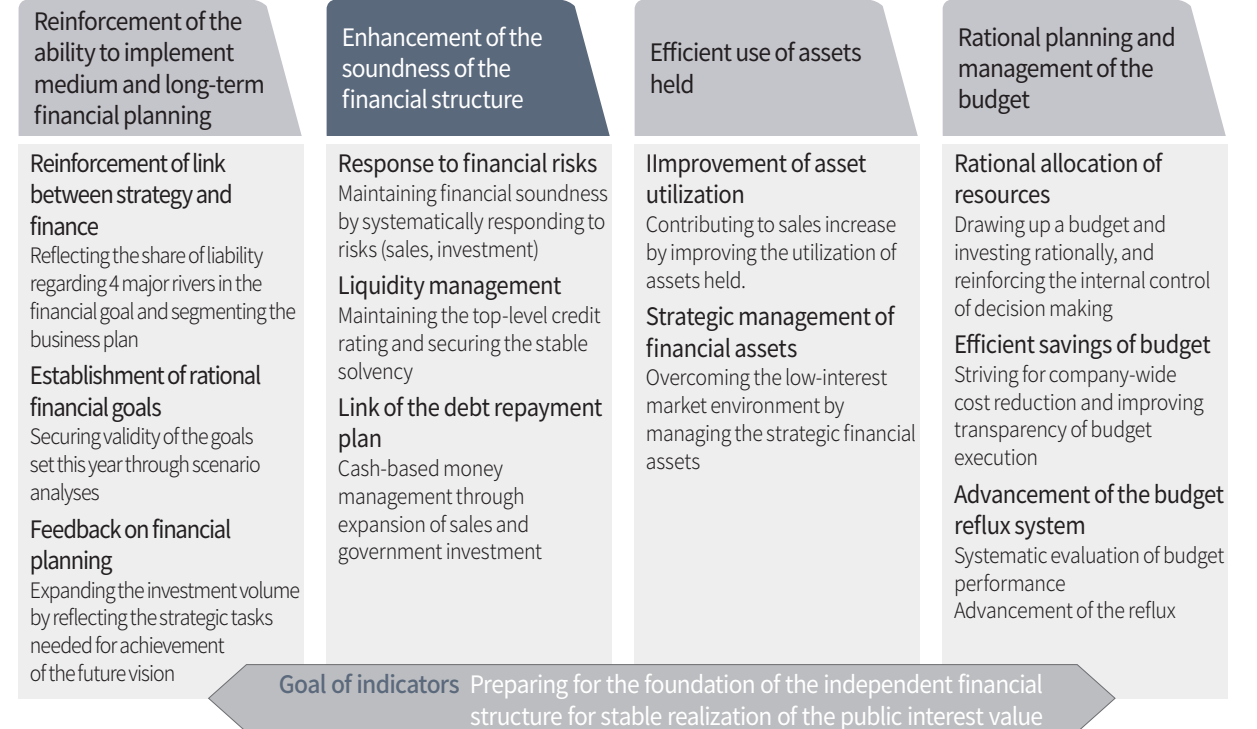 Reinforcement of the
ability to implement
medium and long-term
financial planning
Reinforcement of link
between strategy and
finance
Reflecting the share of liability
regarding 4 major rivers in the
financial goal and segmenting the
business plan
Establishment of rational
financial goals
Securing validity of the goals
set this year through scenario
analyses
Feedback on financial
planning
Expanding the investment volume
by reflecting the strategic tasks
needed for achievement
of the future vision
Enhancement of the
soundness of the
financial structure
Response to financial risks
Maintaining financial soundness
by systematically responding to
risks (sales, investment)
Liquidity management
Maintaining the top-level credit
rating and securing the stable
solvency
Link of the debt repayment
plan
Cash-based money
management through
expansion of sales and
government investment
Efficient use of assets
held
IImprovement of asset
utilization
Contributing to sales increase
by improving the utilization of
assets held.
Strategic management of
financial assets
Overcoming the low-interest
market environment by
managing the strategic financial
assets
Rational planning and
management of the
budget
Rational allocation of
resources
Drawing up a budget and
investing rationally, and
reinforcing the internal control
of decision making
Efficient savings of budget
Striving for company-wide
cost reduction and improving
transparency of budget
execution
Advancement of the budget
reflux system
Systematic evaluation of budget
performance
Advancement of the reflux
Goal of indicators Preparing for the foundation of the independent financial
structure for stable realization of the public interest value